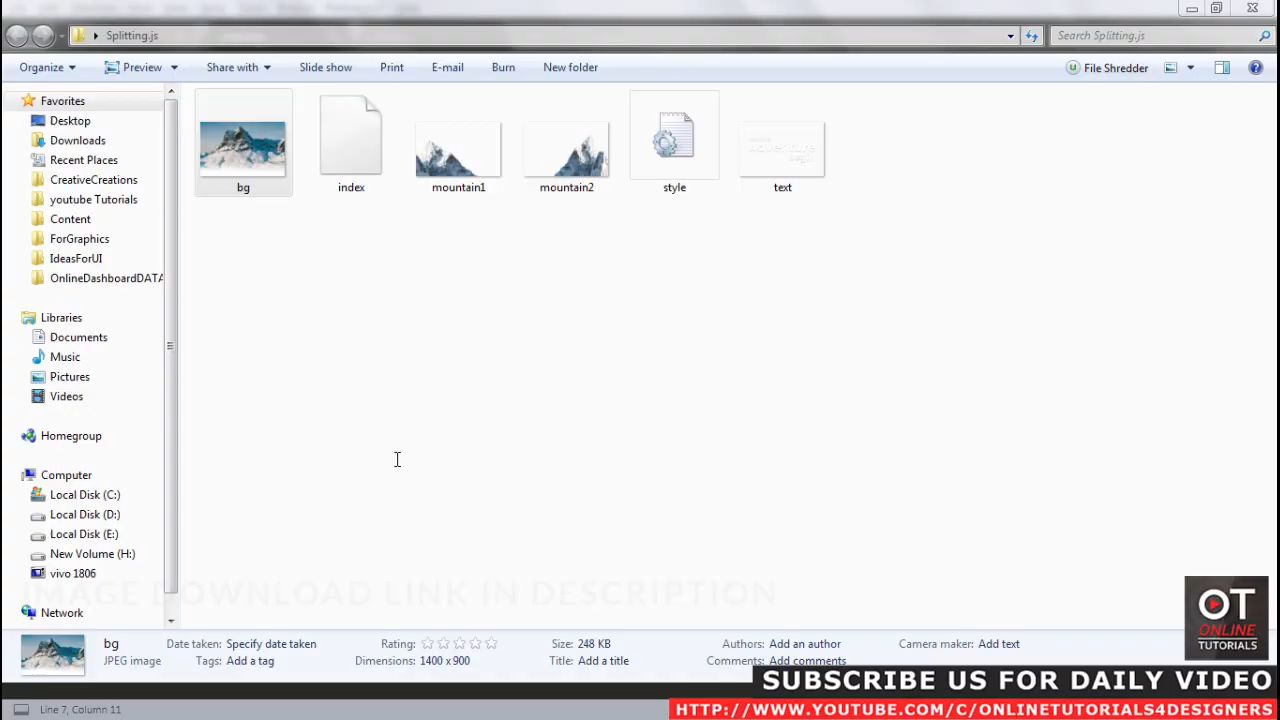 Splitting.js
Search Splitting.js
Organize Preview Share with Slide show Print E-mail Burn New folder File Shredder
Favorites
Desktop
Downloads
Recent Places
CreativeCreations
youtube Tutorials
Content
ForGraphics
IdeasForUI
OnlineDashboardDATA
Libraries
Documents
Music
Pictures
Videos
Homegroup
Computer
Local Disk (C:)
Local Disk (D:)
Local Disk (E:)
New Volume (H:)
vivo 1806
Network
bg index mountain1 mountain2 style text
Adventure
IMAGE DOWNLOAD LINK IN DESCRIPTION
bg Date taken: Specify date taken Rating: Size: 248 KB Authors: Add an author Camera maker: Add text
JPEG image Tags: Add a tag Dimensions: 1400 x 900 Title: Add a title Comments: Add comments
OT
ONLINE
TUTORIALS
SUBSCRIBE US FOR DAILY VIDEO
HTTP://WWW.YOUTUBE.COM/C/ONLINETUTORIALS4DESIGNERS
Line 7, Column 11